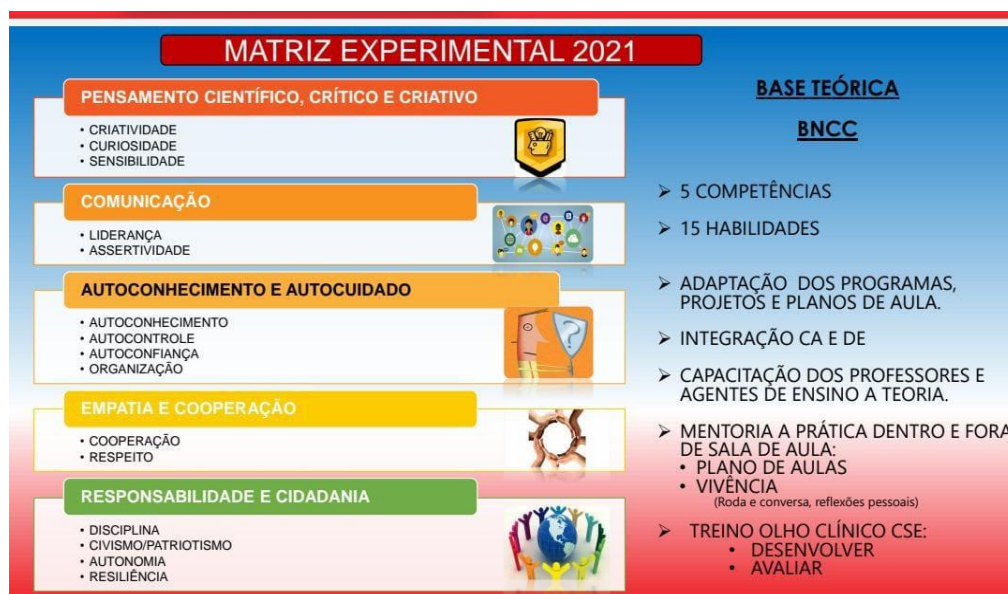 MATRIZ EXPERIMENTAL 2021
PENSAMENTO CIENTÍFICO, CRÍTICO E CRIATIVO
• CRIATIVIDADE
• CURIOSIDADE
• SENSIBILIDADE
COMUNICAÇÃO
• LIDERANÇA
• ASSERTIVIDADE
AUTOCONHECIMENTO E AUTOCUIDADO
• AUTOCONHECIMENTO
• AUTOCONTROLE
• AUTOCONFIANÇA
• ORGANIZAÇÃO
EMPATIA E COOPERAÇÃO
• COOPERAÇÃO
• RESPEITO
RESPONSABILIDADE E CIDADANIA
• DISCIPLINA
• CIVISMO/PATRIOTISMO
• AUTONOMIA
• RESILIÊNCIA
BASE TEÓRICA
BNCC
➢ 5 COMPETÊNCIAS
➢ 15 HABILIDADES
➢ ADAPTAÇÃO DOS PROGRAMAS,
PROJETOS E PLANOS DE AULA.
➢ INTEGRAÇÃO CA E DE
➢ CAPACITAÇÃO DOS PROFESSORES E
AGENTES DE ENSINO A TEORIA.
➢ MENTORIA A PRÁTICA DENTRO E FORA
DE SALA DE AULA:
• PLANO DE AULAS
• VIVÊNCIA
(Roda e conversa, reflexões pessoais)
➢ TREINO OLHO CLÍNICO CSE:
• DESENVOLVER
• AVALIAR